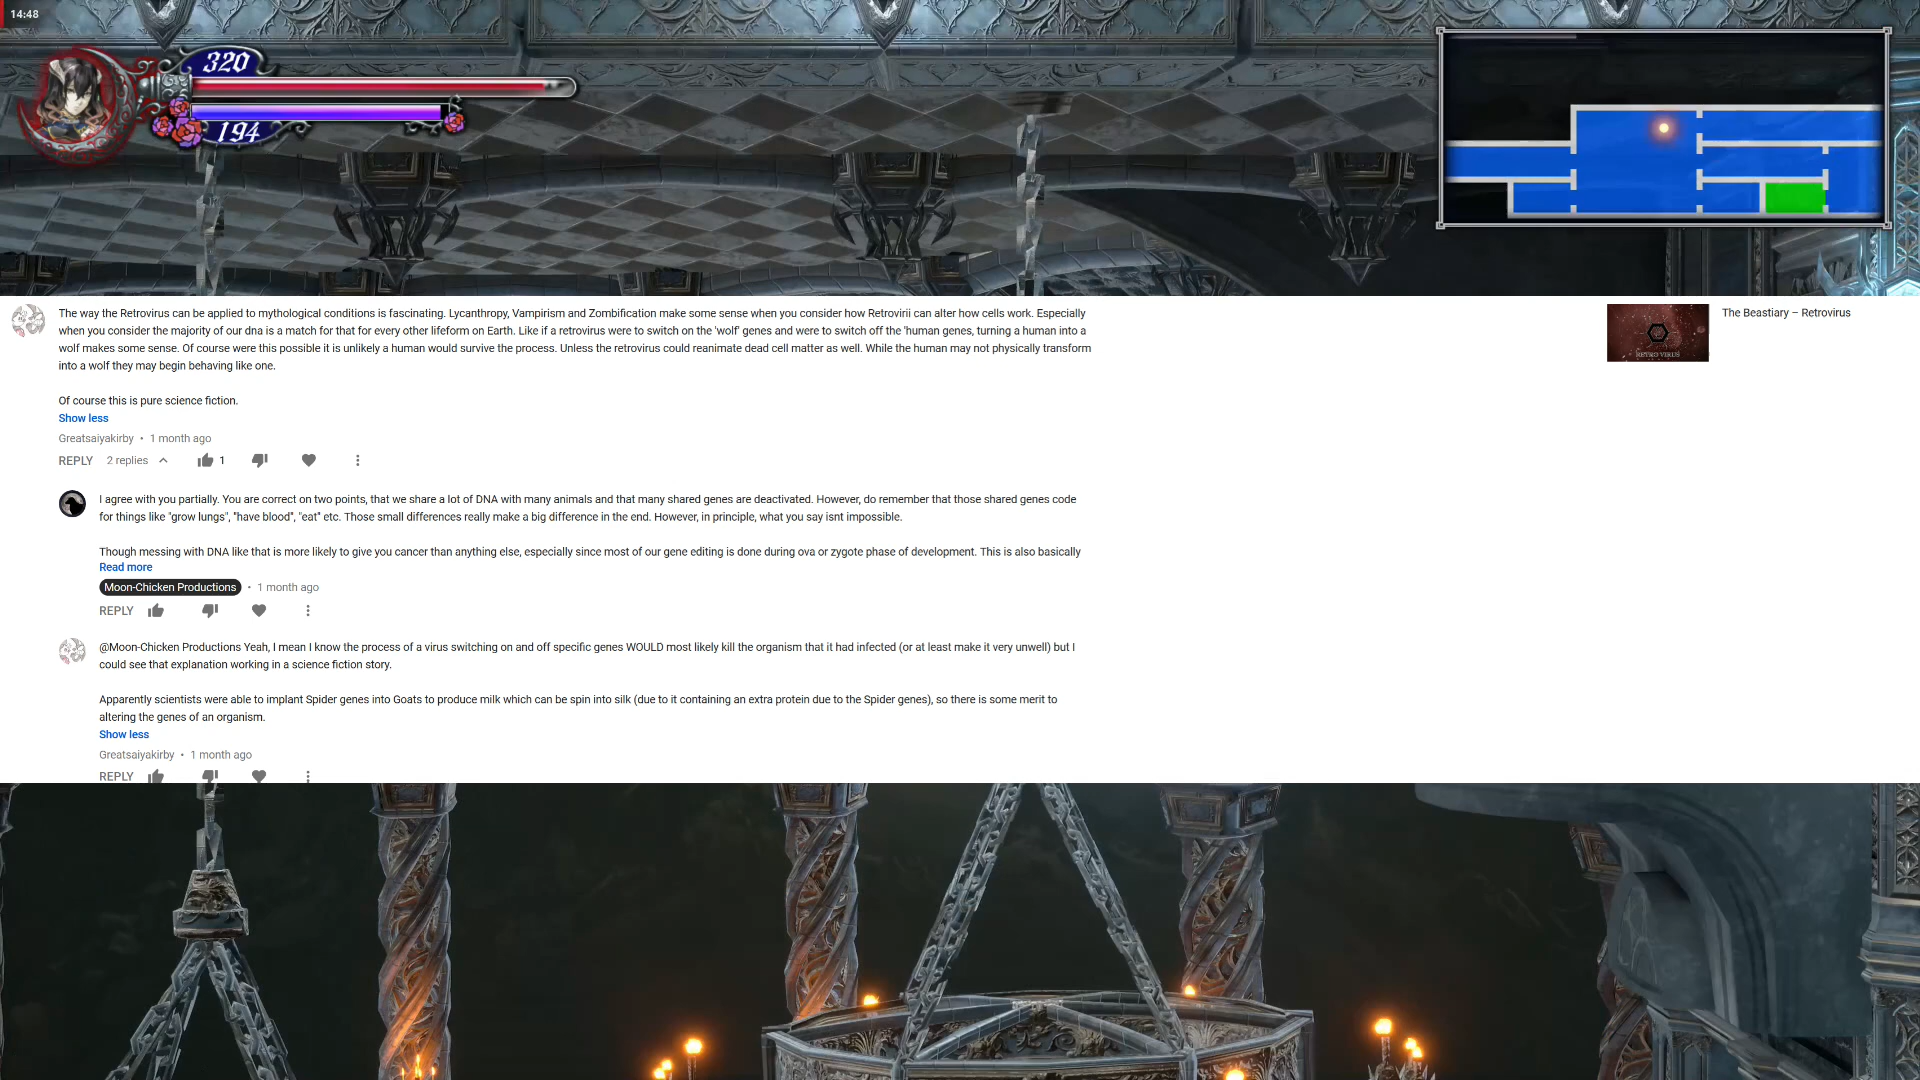 14:48
320
194
The way the Retrovirus can be applied to mythological conditions is fascinating. Lycanthropy, Vampirism and Zombification make some sense when you consider how Retrovirii can alter how cells work. Especially
when you consider the majority of our dna is a match for that for every other lifeform on Earth. Like if a retrovirus were to switch on the 'wolf' genes and were to switch off the 'human genes, turning a human into a
wolf makes some sense. Of course were this possible it is unlikely a human would survive the process. Unless the retrovirus could reanimate dead cell matter as well. While the human may not physically transform
into a wolf they may begin behaving like one.
Of course this is pure science fiction.
Show less
Greatsaiyakirby • 1 month ago
REPLY 2 replies 1
RETRO VIRUS
The Beastiary – Retrovirus
I agree with you partially. You are correct on two points, that we share a lot of DNA with many animals and that many shared genes are deactivated. However, do remember that those shared genes code
for things like "grow lungs", "have blood", "eat" etc. Those small differences really make a big difference in the end. However, in principle, what you say isnt impossible.
Though messing with DNA like that is more likely to give you cancer than anything else, especially since most of our gene editing is done during ova or zygote phase of development. This is also basically
Read more
Moon-Chicken Productions • 1 month ago
REPLY
@Moon-Chicken Productions Yeah, I mean I know the process of a virus switching on and off specific genes WOULD most likely kill the organism that it had infected (or at least make it very unwell) but I
could see that explanation working in a science fiction story.
Apparently scientists were able to implant Spider genes into Goats to produce milk which can be spin into silk (due to it containing an extra protein due to the Spider genes), so there is some merit to
altering the genes of an organism.
Show less
Greatsaiyakirby • 1 month ago
REPLY